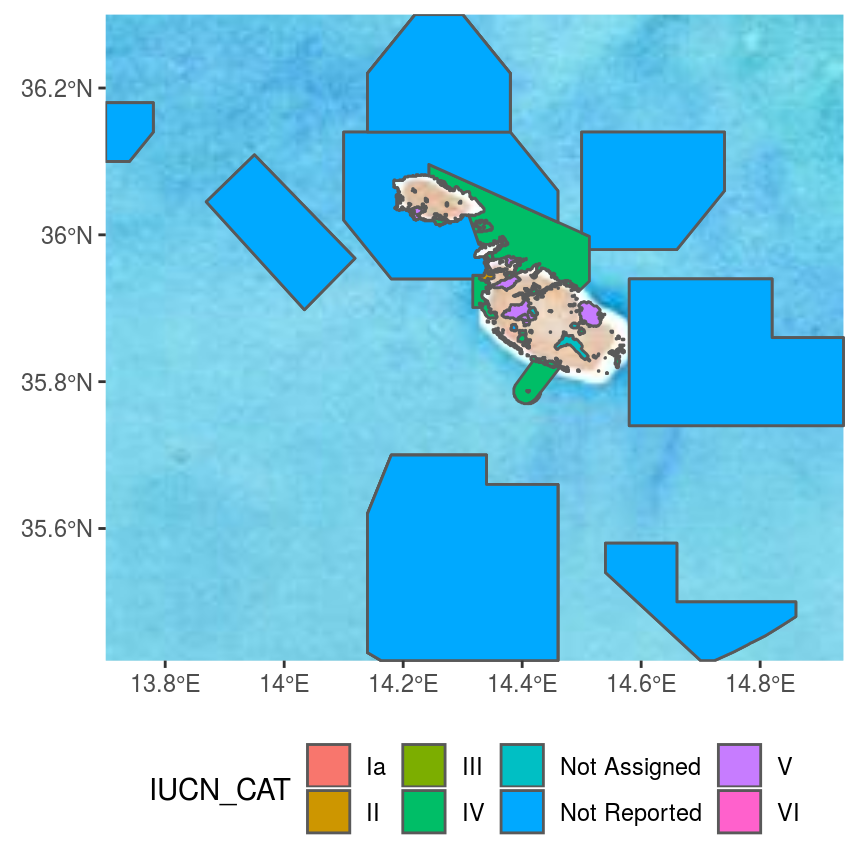 36.2°N
36°N
35.8°N
35.6°N
13.8°E 14°E 14.2°E 14.4°E 14.6°E 14.8°E
IUCN_CAT
Ia III Not Assigned V
II IV Not Reported VI